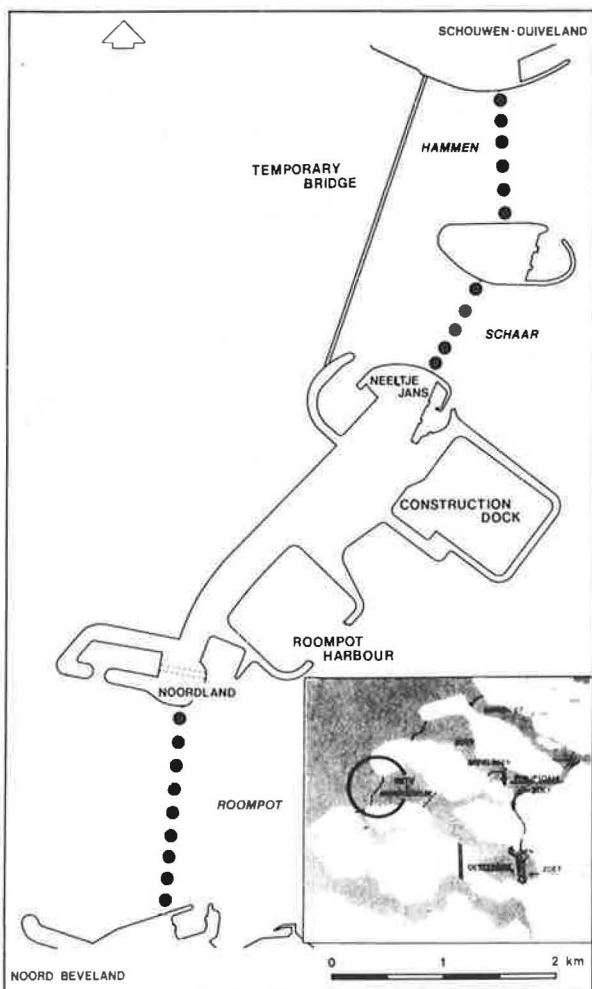 SCHOUWEN-DUIVELAND
HAMMEN
TEMPORARY
BRIDGE
SCHAAR
NEELTJE
JANS
CONSTRUCTION
DOCK
ROOMPOT
HARBOUR
NOORDLAND
ROOMPOT
NOORD BEVELAND
0 1 2 km